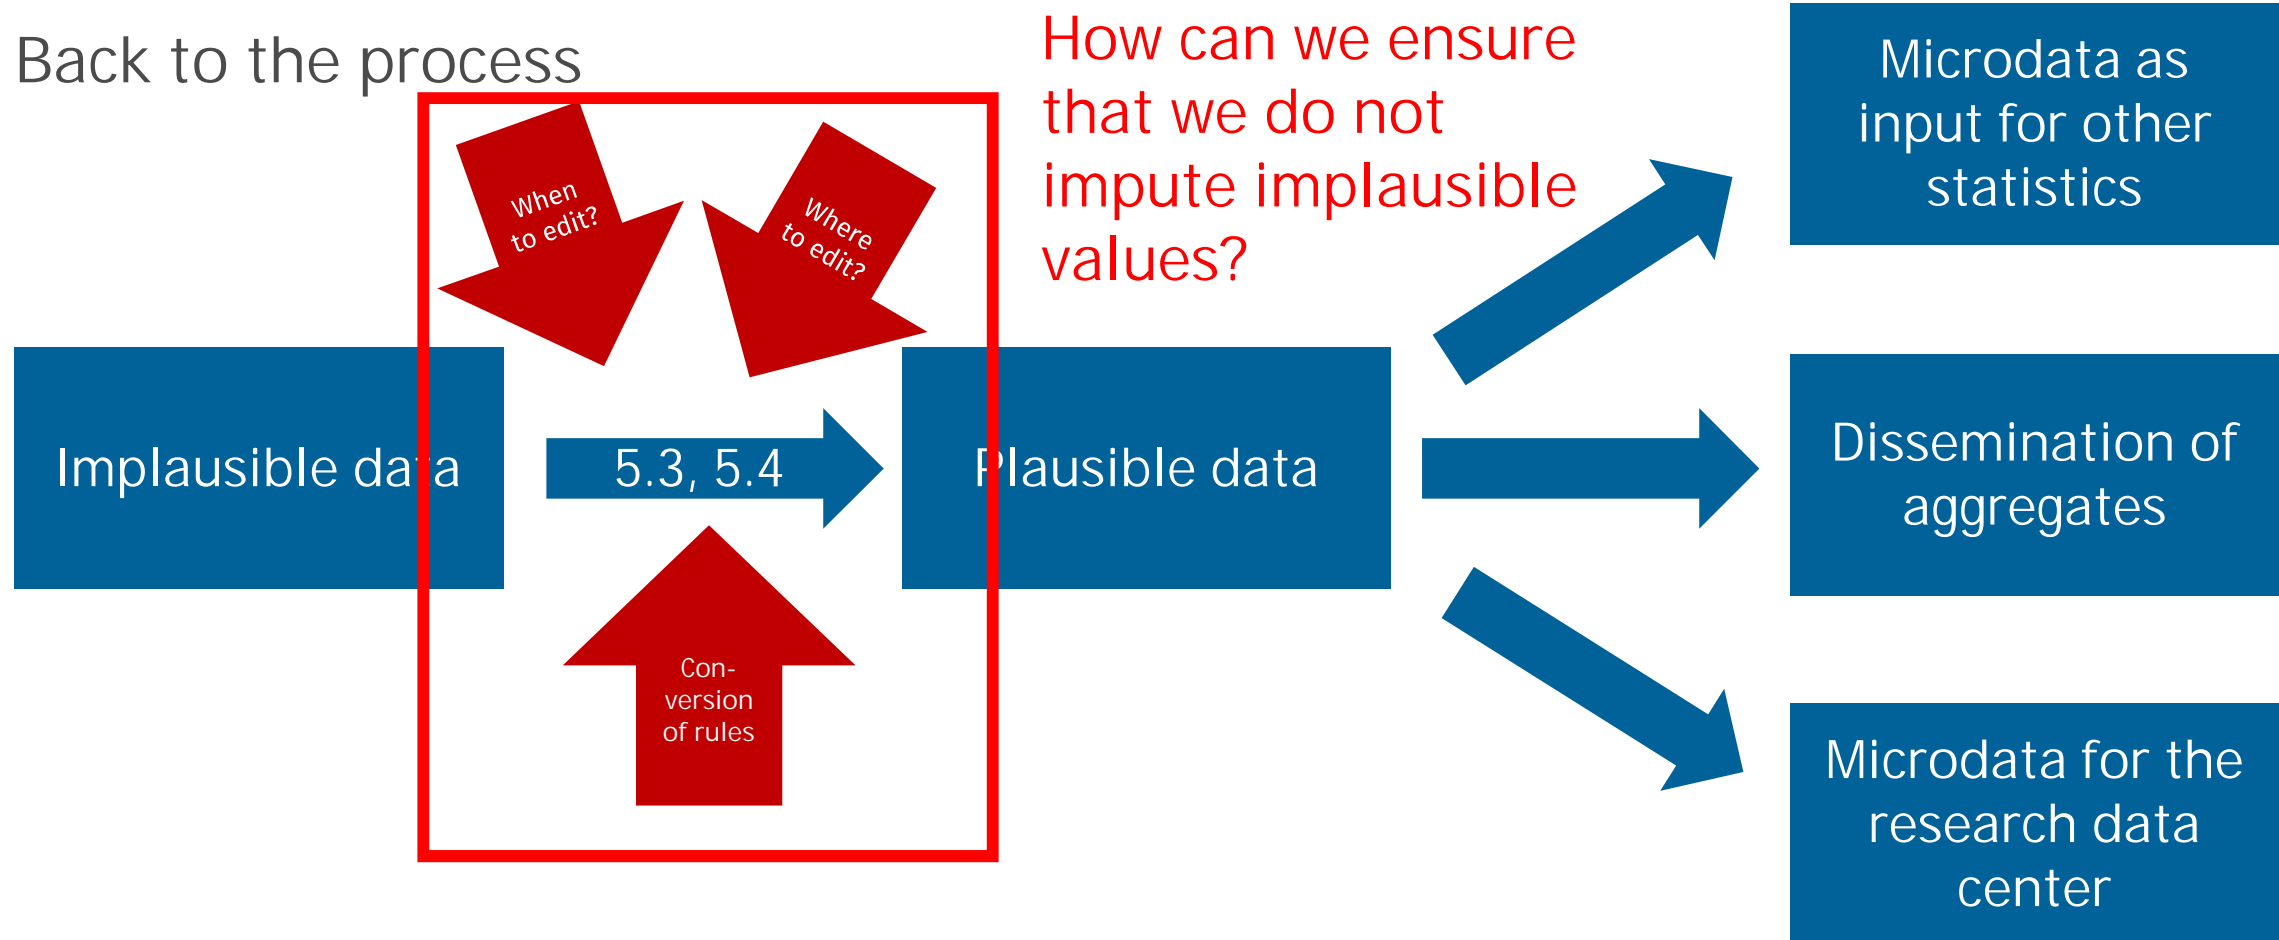 Back to the process
How can we ensure
that we do not
impute implausible
values?
When
to edit?
Where
to edit?
Implausible data
5.3, 5.4
Plausible data
Con-
version
of rules
Microdata as
input for other
statistics
Dissemination of
aggregates
Microdata for the
research data
center